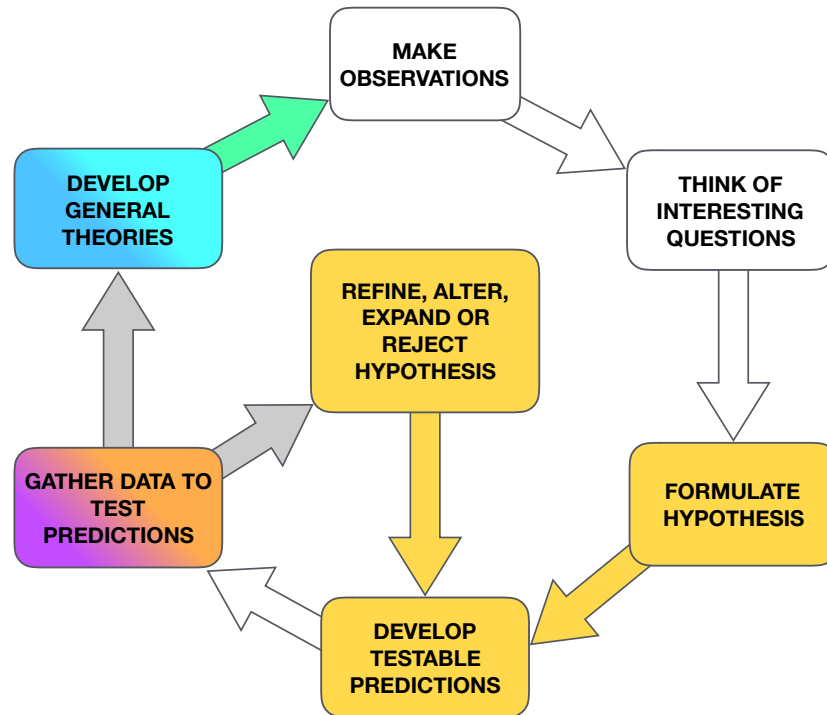 MAKE
OBSERVATIONS
THINK OF
INTERESTING
QUESTIONS
FORMULATE
HYPOTHESIS
DEVELOP
TESTABLE
PREDICTIONS
GATHER DATA TO
TEST
PREDICTIONS
REFINE, ALTER,
EXPAND OR
REJECT
HYPOTHESIS
DEVELOP
GENERAL
THEORIES